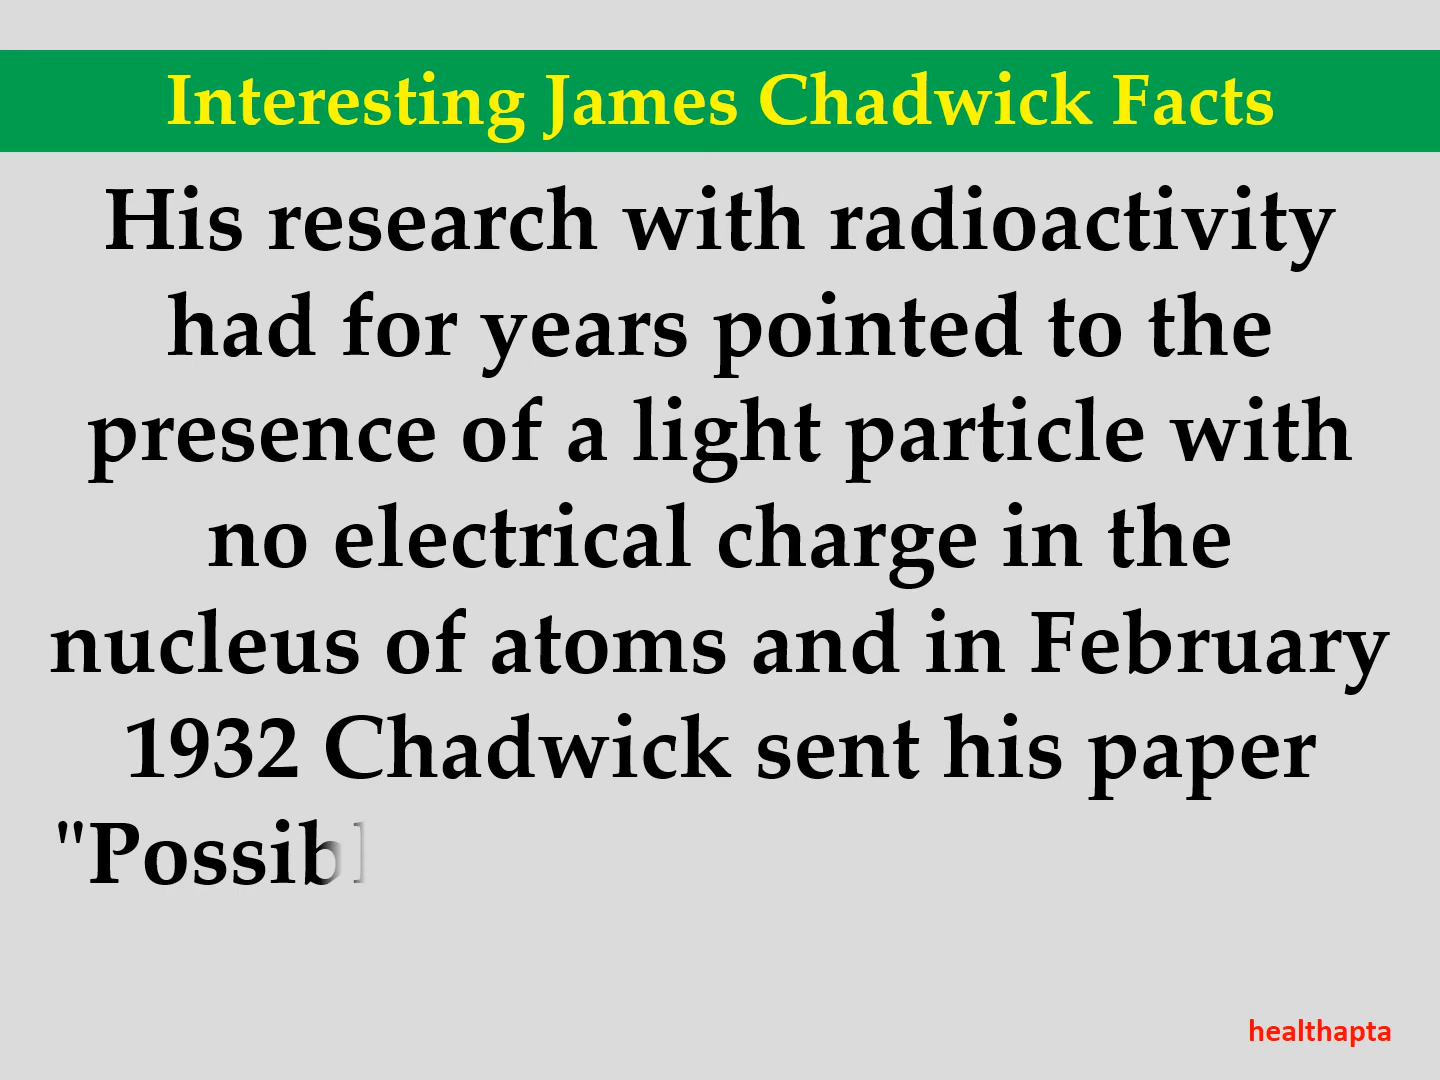 Interesting James Chadwick Facts
His research with radioactivity
had for years pointed to the
presence of a light particle with
no electrical charge in the
nucleus of atoms and in February
1932 Chadwick sent his paper
"Possibl
healthapta